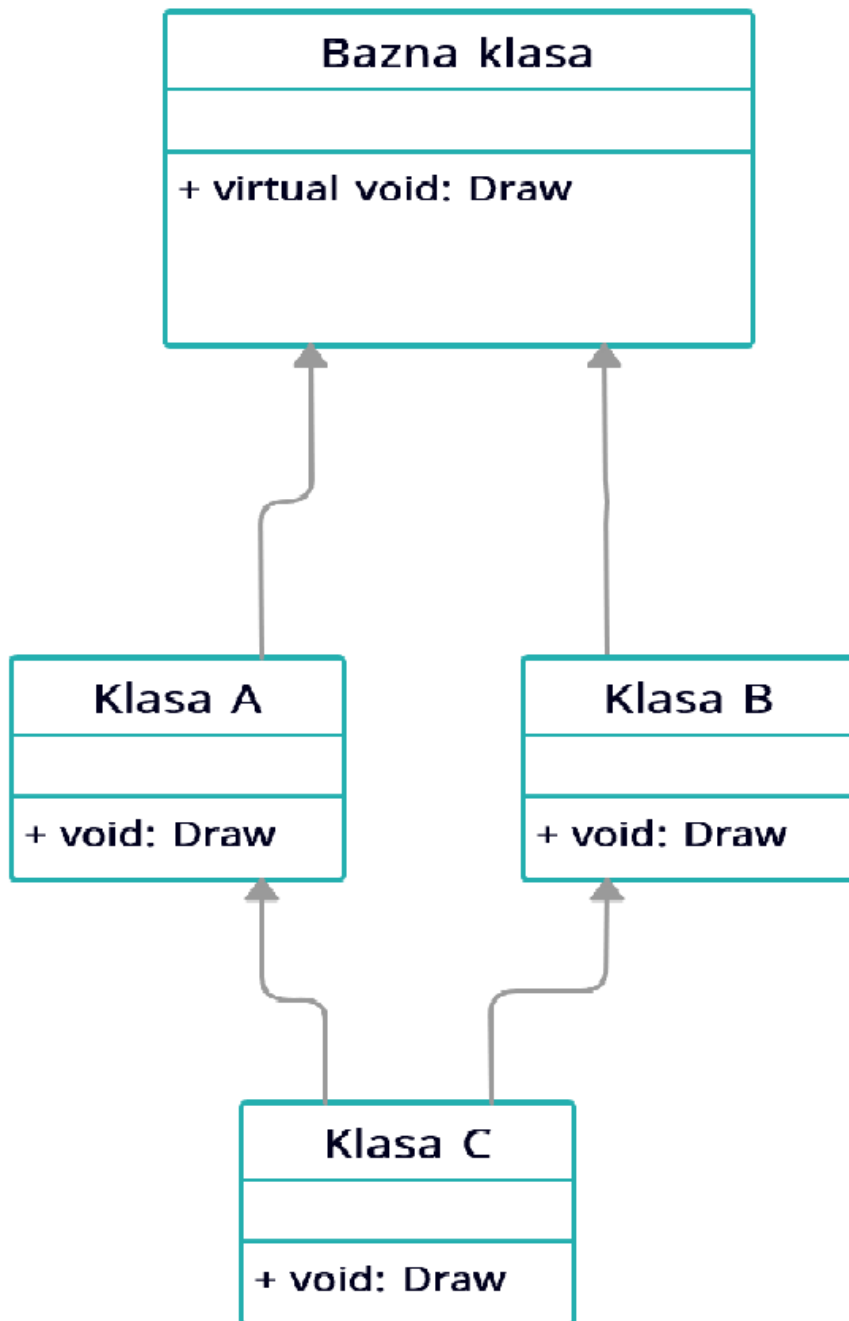 Bazna klasa
+ virtual void: Draw
Klasa A
+ void: Draw
Klasa B
+ void: Draw
Klasa C
+ void: Draw